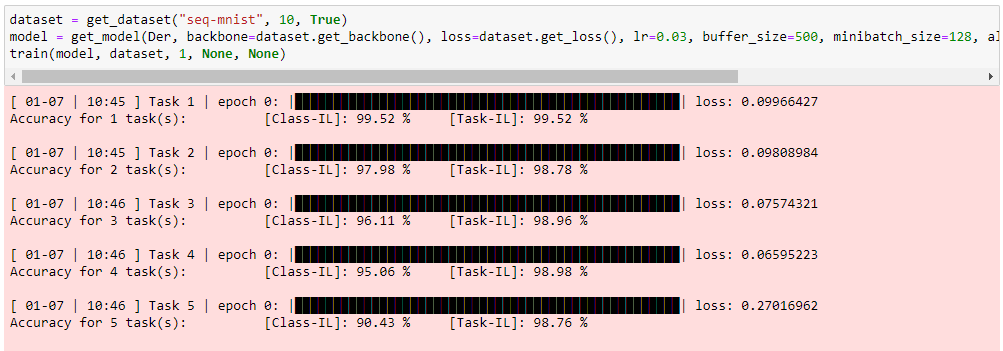 dataset = get_dataset("seq-mnist", 10, True)
model = get_model(Der, backbone=dataset.get_backbone(), loss=dataset.get_loss(), lr=0.03, buffer_size=500, minibatch_size=128, al
train(model, dataset, 1, None, None)
[ 01-07 | 10:45 ] Task 1 | epoch 0: || loss: 0.09966427
Accuracy for 1 task(s): [Class-IL]: 99.52 % [Task-IL]: 99.52 %
[ 01-07 | 10:45 ] Task 2 | epoch 0: || loss: 0.09808984
Accuracy for 2 task(s): [Class-IL]: 97.98 % [Task-IL]: 98.78 %
[ 01-07 | 10:46 ] Task 3 | epoch 0: || loss: 0.07574321
Accuracy for 3 task(s): [Class-IL]: 96.11 % [Task-IL]: 98.96 %
[ 01-07 | 10:46 ] Task 4 | epoch 0: || loss: 0.06595223
Accuracy for 4 task(s): [Class-IL]: 95.06 % [Task-IL]: 98.98 %
[ 01-07 | 10:46 ] Task 5 | epoch 0: || loss: 0.27016962
Accuracy for 5 task(s): [Class-IL]: 90.43 % [Task-IL]: 98.76 %